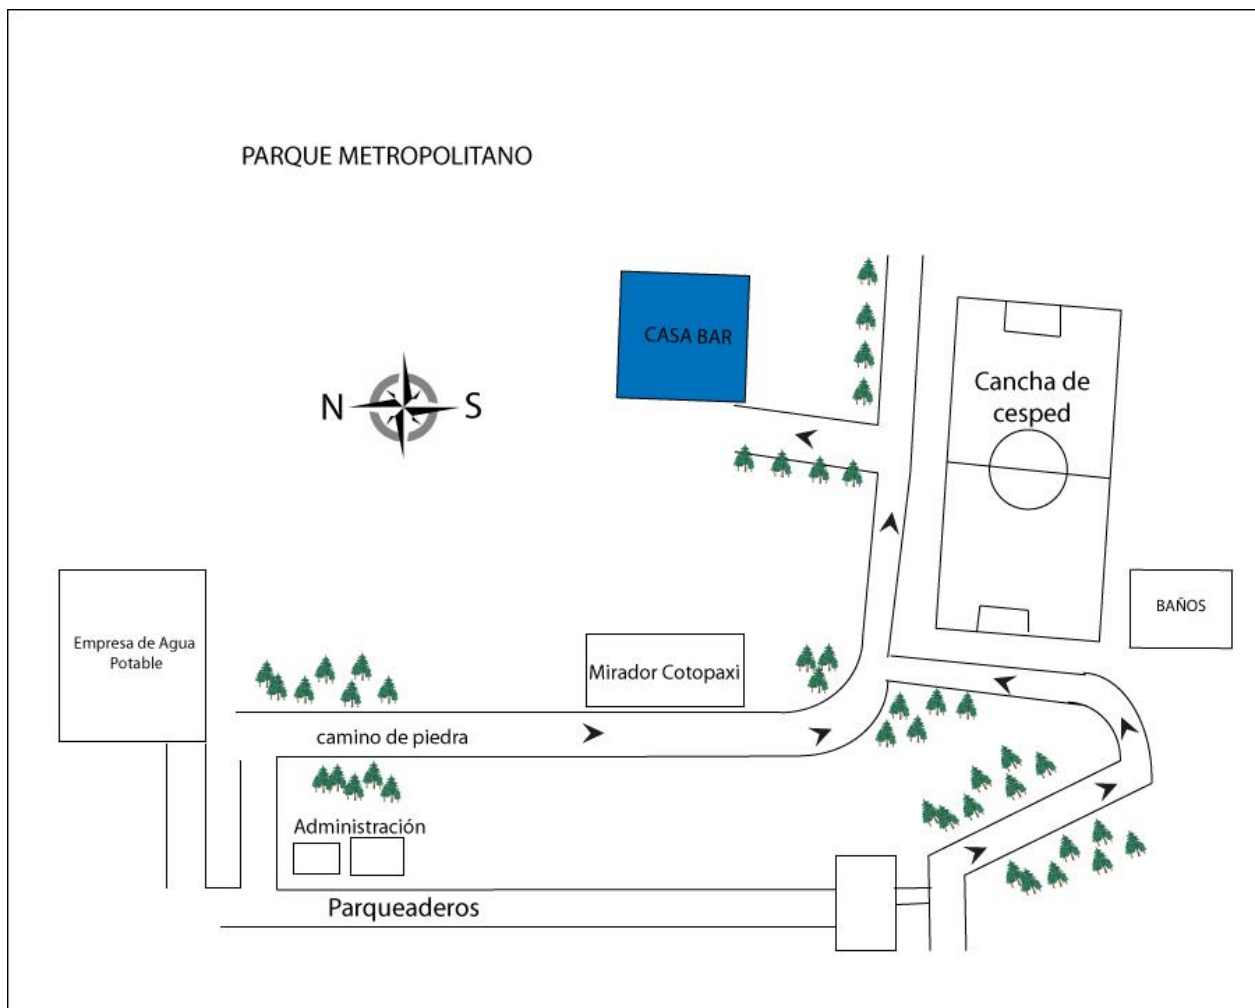 PARQUE METROPOLITANO
CASA BAR
Cancha de
cesped
N
S
BAÑOS
Empresa de Agua
Potable
Mirador Cotopaxi
camino de piedra
Administración
Parqueaderos